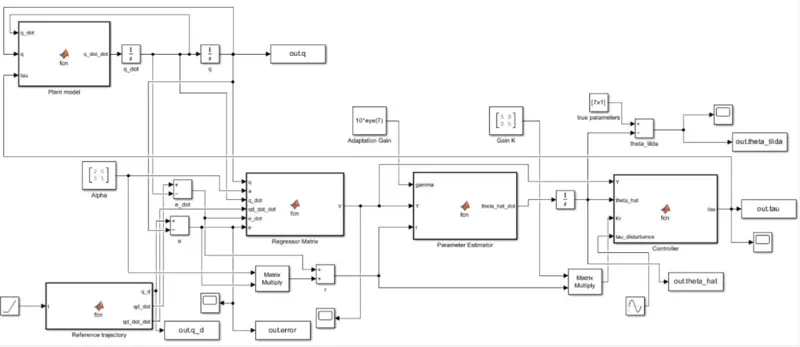 q_dot
q
tau
fcn
q_dot_dot
Plant model
1
s
q_dot
1
s
q
out.q
10*eye(7)
Adaptation Gain
Gain K
[7x1]
true parameters
theta_tilda
out.theta_tilda
Alpha
e_dot
e
q
a
q_dot
qd_dot_dot
e_dot
e
fcn
Y
Regressor Matrix
gamma
Y
r
fcn
theta_hat_dot
Parameter Estimator
1
s
Y
theta_hat
Kr
tau_disturbance
fcn
tau
Controller
out.tau
Matrix
Multiply
r
Matrix
Multiply
out.theta_hat
t
fcn
q_d
qd_dot
qd_dot_dot
Reference trajectory
out.q_d
out.error